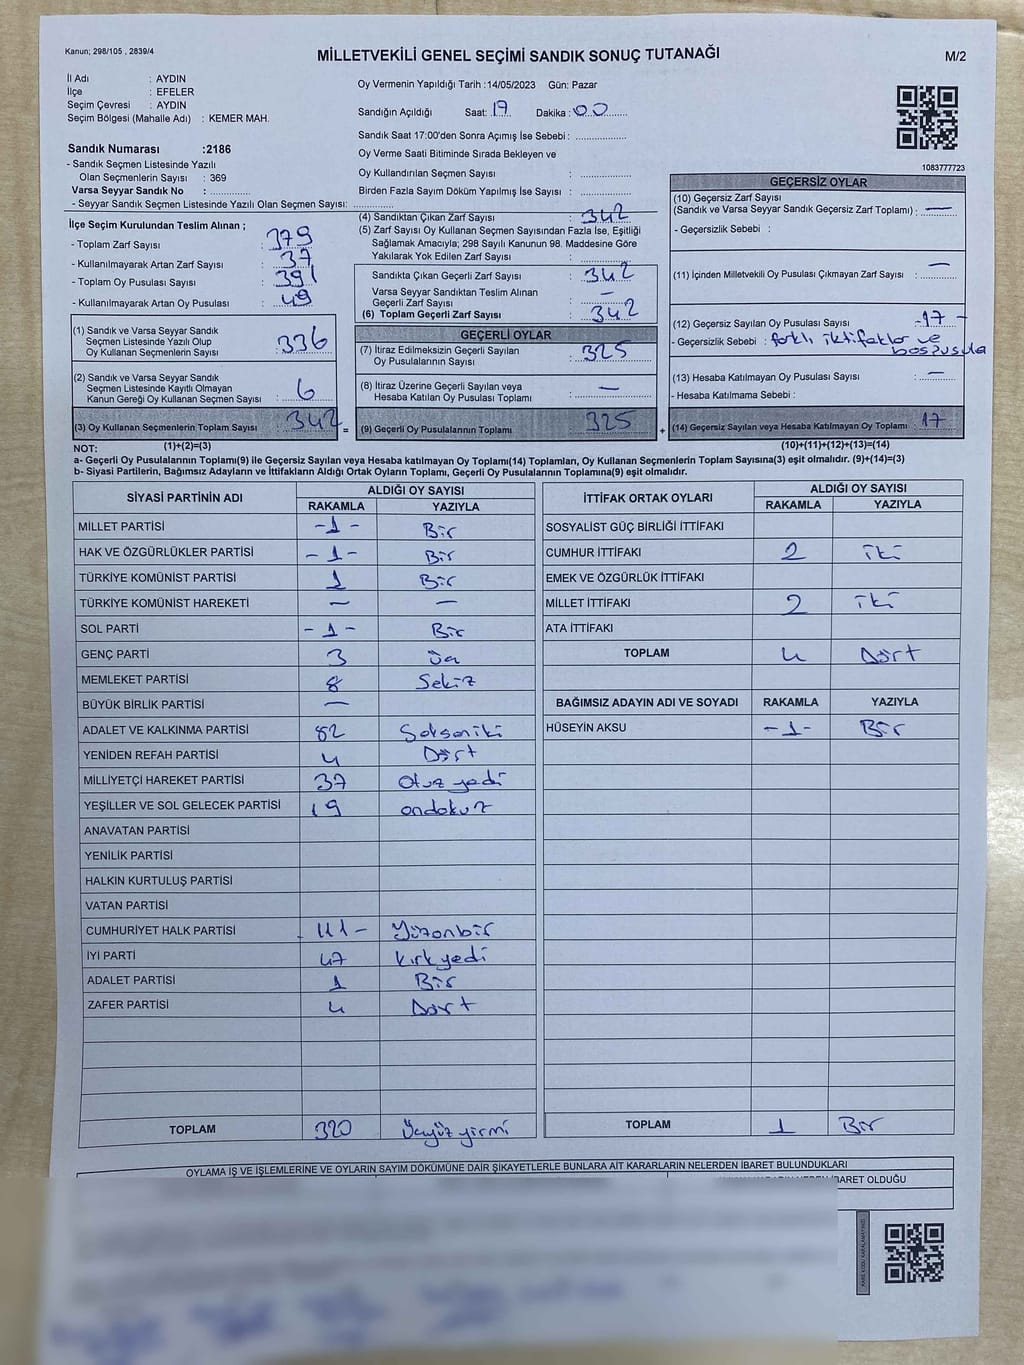 Kanun; 298/105 , 2839/4
MİLLETVEKİLİ GENEL SEÇİMİ SANDIK SONUÇ TUTANAĞI
M/2
İl Adı : AYDIN
İlçe : EFELER
Seçim Çevresi : AYDIN
Seçim Bölgesi (Mahalle Adı) : KEMER MAH.
Sandık Numarası :2186
- Sandık Seçmen Listesinde Yazılı
Olan Seçmenlerin Sayısı : 369
Varsa Seyyar Sandık No : ............
- Seyyar Sandık Seçmen Listesinde Yazılı Olan Seçmen Sayısı: ............
Oy Vermenin Yapıldığı Tarih :14/05/2023 Gün: Pazar
Sandığın Açıldığı Saat: 19 Dakika : 00
Sandık Saat 17:00'den Sonra Açımış İse Sebebi : ............
Oy Verme Saati Bitiminde Sırada Bekleyen ve
Oy Kullandırılan Seçmen Sayısı : ............
Birden Fazla Sayım Döküm Yapılmış İse Sayısı : ............
1083777723
İlçe Seçim Kurulundan Teslim Alınan ;
- Toplam Zarf Sayısı : 379
- Kullanılmayarak Artan Zarf Sayısı : 37
- Toplam Oy Pusulası Sayısı : 391
- Kullanılmayarak Artan Oy Pusulası : 49
(1) Sandık ve Varsa Seyyar Sandık
Seçmen Listesinde Yazılı Olup
Oy Kullanan Seçmenlerin Sayısı : 336
(2) Sandık ve Varsa Seyyar Sandık
Seçmen Listesinde Kayıtlı Olmayan
Kanun Gereği Oy Kullanan Seçmen Sayısı : 6
(3) Oy Kullanan Seçmenlerin Toplam Sayısı : 342 =
(1)+(2)=(3)
(4) Sandıktan Çıkan Zarf Sayısı : 342
(5) Zarf Sayısı Oy Kullanan Seçmen Sayısından Fazla İse, Eşitliği
Sağlamak Amacıyla; 298 Sayılı Kanunun 98. Maddesine Göre
Yakılarak Yok Edilen Zarf Sayısı : ............
Sandıkta Çıkan Geçerli Zarf Sayısı : 342
Varsa Seyyar Sandıktan Teslim Alınan
Geçerli Zarf Sayısı : —
(6) Toplam Geçerli Zarf Sayısı : 342
GEÇERLİ OYLAR
(7) İtiraz Edilmeksizin Geçerli Sayılan
Oy Pusulalarının Sayısı : 325
(8) İtiraz Üzerine Geçerli Sayılan veya
Hesaba Katılan Oy Pusulası Toplamı : —
(9) Geçerli Oy Pusulalarının Toplamı : 325 +
GEÇERSİZ OYLAR
(10) Geçersiz Zarf Sayısı
(Sandık ve Varsa Seyyar Sandık Geçersiz Zarf Toplamı) : —
- Geçersizlik Sebebi :
(11) İçinden Milletvekili Oy Pusulası Çıkmayan Zarf Sayısı : —
(12) Geçersiz Sayılan Oy Pusulası Sayısı : -17-
- Geçersizlik Sebebi : farklı iktifaklar ve
boş pusula
(13) Hesaba Katılmayan Oy Pusulası Sayısı : —
- Hesaba Katılmama Sebebi :
(14) Geçersiz Sayılan veya Hesaba Katılmayan Oy Toplamı : 17
(10)+(11)+(12)+(13)=(14)
NOT:
a- Geçerli Oy Pusulalarının Toplamı(9) ile Geçersiz Sayılan veya Hesaba katılmayan Oy Toplamı(14) Toplamları, Oy Kullanan Seçmenlerin Toplam Sayısına(3) eşit olmalıdır. (9)+(14)=(3)
b- Siyasi Partilerin, Bağımsız Adayların ve İttifakların Aldığı Ortak Oyların Toplamı, Geçerli Oy Pusulalarının Toplamına(9) eşit olmalıdır.
SİYASİ PARTİNİN ADI ALDIĞI OY SAYISI
RAKAMLA YAZIYLA
MİLLET PARTİSİ -1- Bir
HAK VE ÖZGÜRLÜKLER PARTİSİ -1- Bir
TÜRKİYE KOMÜNİST PARTİSİ 1 Bir
TÜRKİYE KOMÜNİST HAREKETİ — —
SOL PARTİ -1- Bir
GENÇ PARTİ 3 Üç
MEMLEKET PARTİSİ 8 Sekiz
BÜYÜK BİRLİK PARTİSİ —
ADALET VE KALKINMA PARTİSİ 82 Seksen iki
YENİDEN REFAH PARTİSİ 4 Dört
MİLLİYETÇİ HAREKET PARTİSİ 37 Otuz yedi
YEŞİLLER VE SOL GELECEK PARTİSİ 19 ondokuz
ANAVATAN PARTİSİ
YENİLİK PARTİSİ
HALKIN KURTULUŞ PARTİSİ
VATAN PARTİSİ
CUMHURİYET HALK PARTİSİ -111- Yüzonbir
İYİ PARTİ 47 kırk yedi
ADALET PARTİSİ 1 Bir
ZAFER PARTİSİ 4 Dört
TOPLAM 320 Üçyüz yirmi
İTTİFAK ORTAK OYLARI ALDIĞI OY SAYISI
RAKAMLA YAZIYLA
SOSYALİST GÜÇ BİRLİĞİ İTTİFAKI
CUMHUR İTTİFAKI 2 iki
EMEK VE ÖZGÜRLÜK İTTİFAKI
MİLLET İTTİFAKI 2 iki
ATA İTTİFAKI
TOPLAM 4 Dört
BAĞIMSIZ ADAYIN ADI VE SOYADI RAKAMLA YAZIYLA
HÜSEYİN AKSU -1- Bir
TOPLAM 1 Bir
OYLAMA İŞ VE İŞLEMLERİNE VE OYLARIN SAYIM DÖKÜMÜNE DAİR ŞİKAYETLERLE BUNLARA AİT KARARLARIN NELERDEN İBARET BULUNDUKLARI
İBARET OLDUĞU
KARE KODU KARALAMAYINIZ